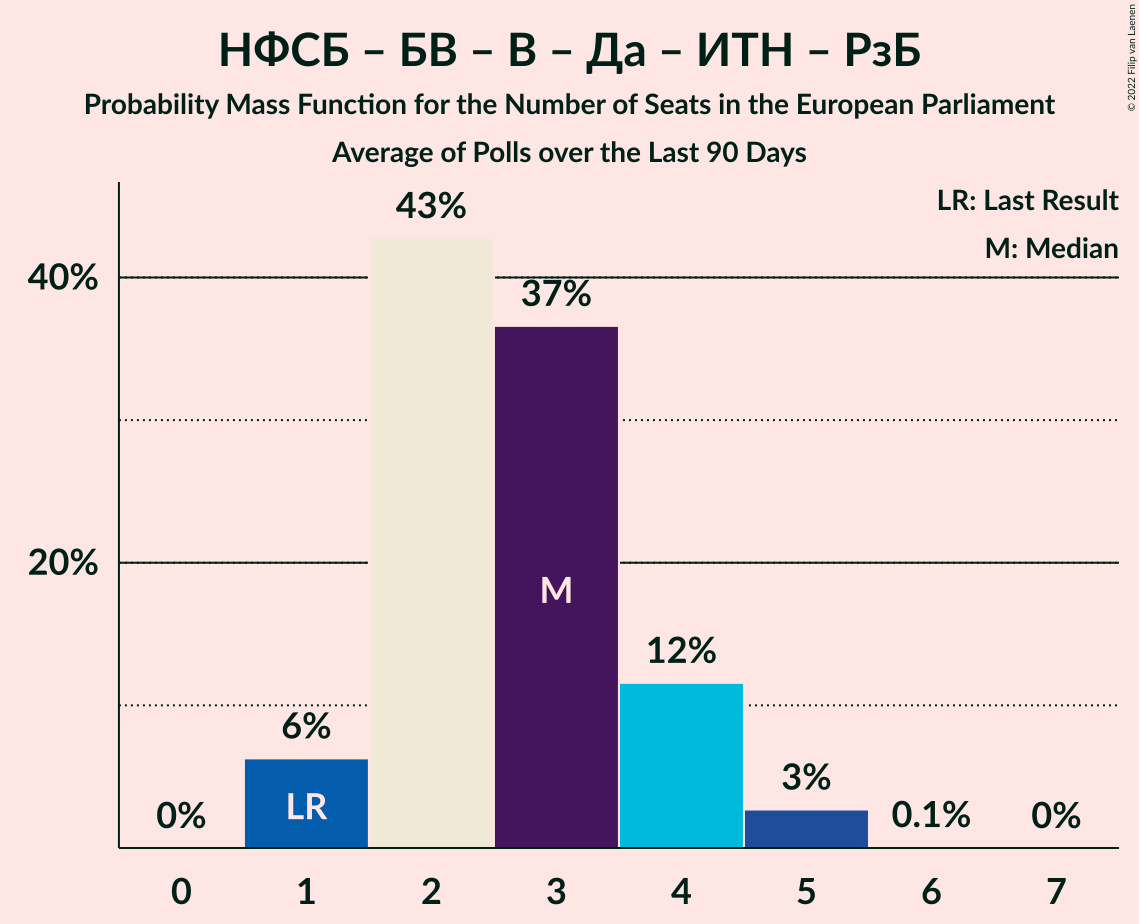 НФСБ – БВ – В – Да – ИТН – РзБ
Probability Mass Function for the Number of Seats in the European Parliament
Average of Polls over the Last 90 Days
© 2022 Filip van Laenen
LR: Last Result
M: Median
43%
40%
37%
20%
M
12%
6%
LR
3%
0%
0.1%
0%
0 1 2 3 4 5 6 7